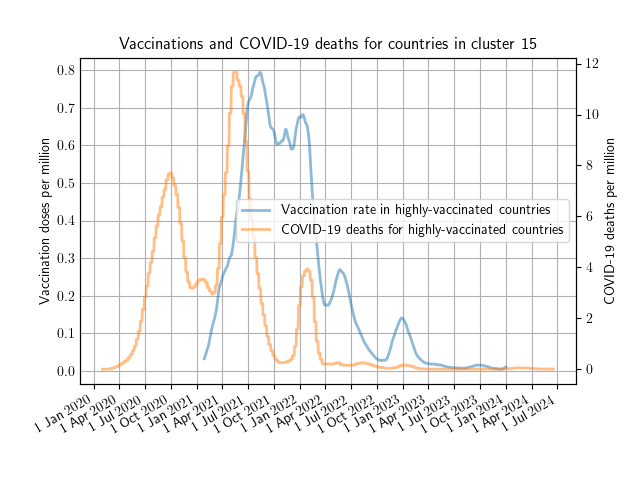 Vaccinations and COVID-19 deaths for countries in cluster 15
Vaccination doses per million
0.8
0.7
0.6
0.5
0.4
0.3
0.2
0.1
0.0
12
10
8
6
4
2
0
COVID-19 deaths per million
Vaccination rate in highly-vaccinated countries
COVID-19 deaths for highly-vaccinated countries
1 Jan 2020
1 Apr 2020
1 Jul 2020
1 Oct 2020
1 Jan 2021
1 Apr 2021
1 Jul 2021
1 Oct 2021
1 Jan 2022
1 Apr 2022
1 Jul 2022
1 Oct 2022
1 Jan 2023
1 Apr 2023
1 Jul 2023
1 Oct 2023
1 Jan 2024
1 Apr 2024
1 Jul 2024